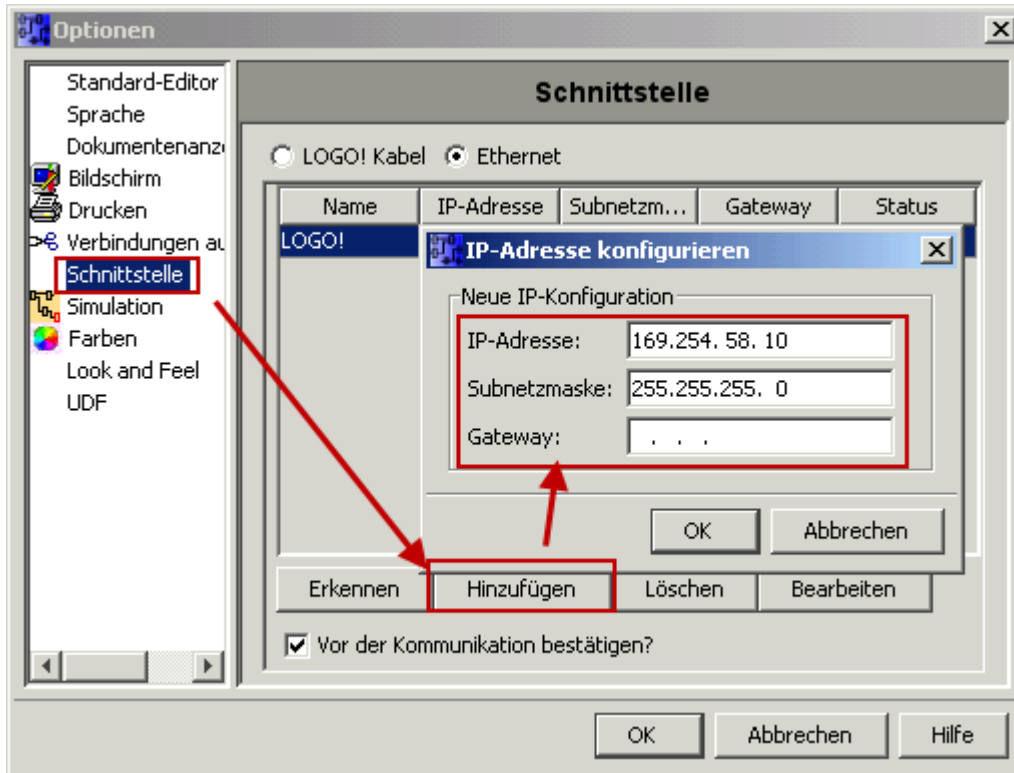 Optionen
Standard-Editor
Sprache
Dokumentenanz
Bildschirm
Drucken
Verbindungen au
Schnittstelle
Simulation
Farben
Look and Feel
UDF
Schnittstelle
LOGO! Kabel
Ethernet
Name IP-Adresse Subnetzm... Gateway Status
LOGO!
IP-Adresse konfigurieren
Neue IP-Konfiguration
IP-Adresse: 169.254. 58. 10
Subnetzmaske: 255.255.255. 0
Gateway: . . .
OK Abbrechen
Erkennen Hinzufügen Löschen Bearbeiten
Vor der Kommunikation bestätigen?
OK Abbrechen Hilfe